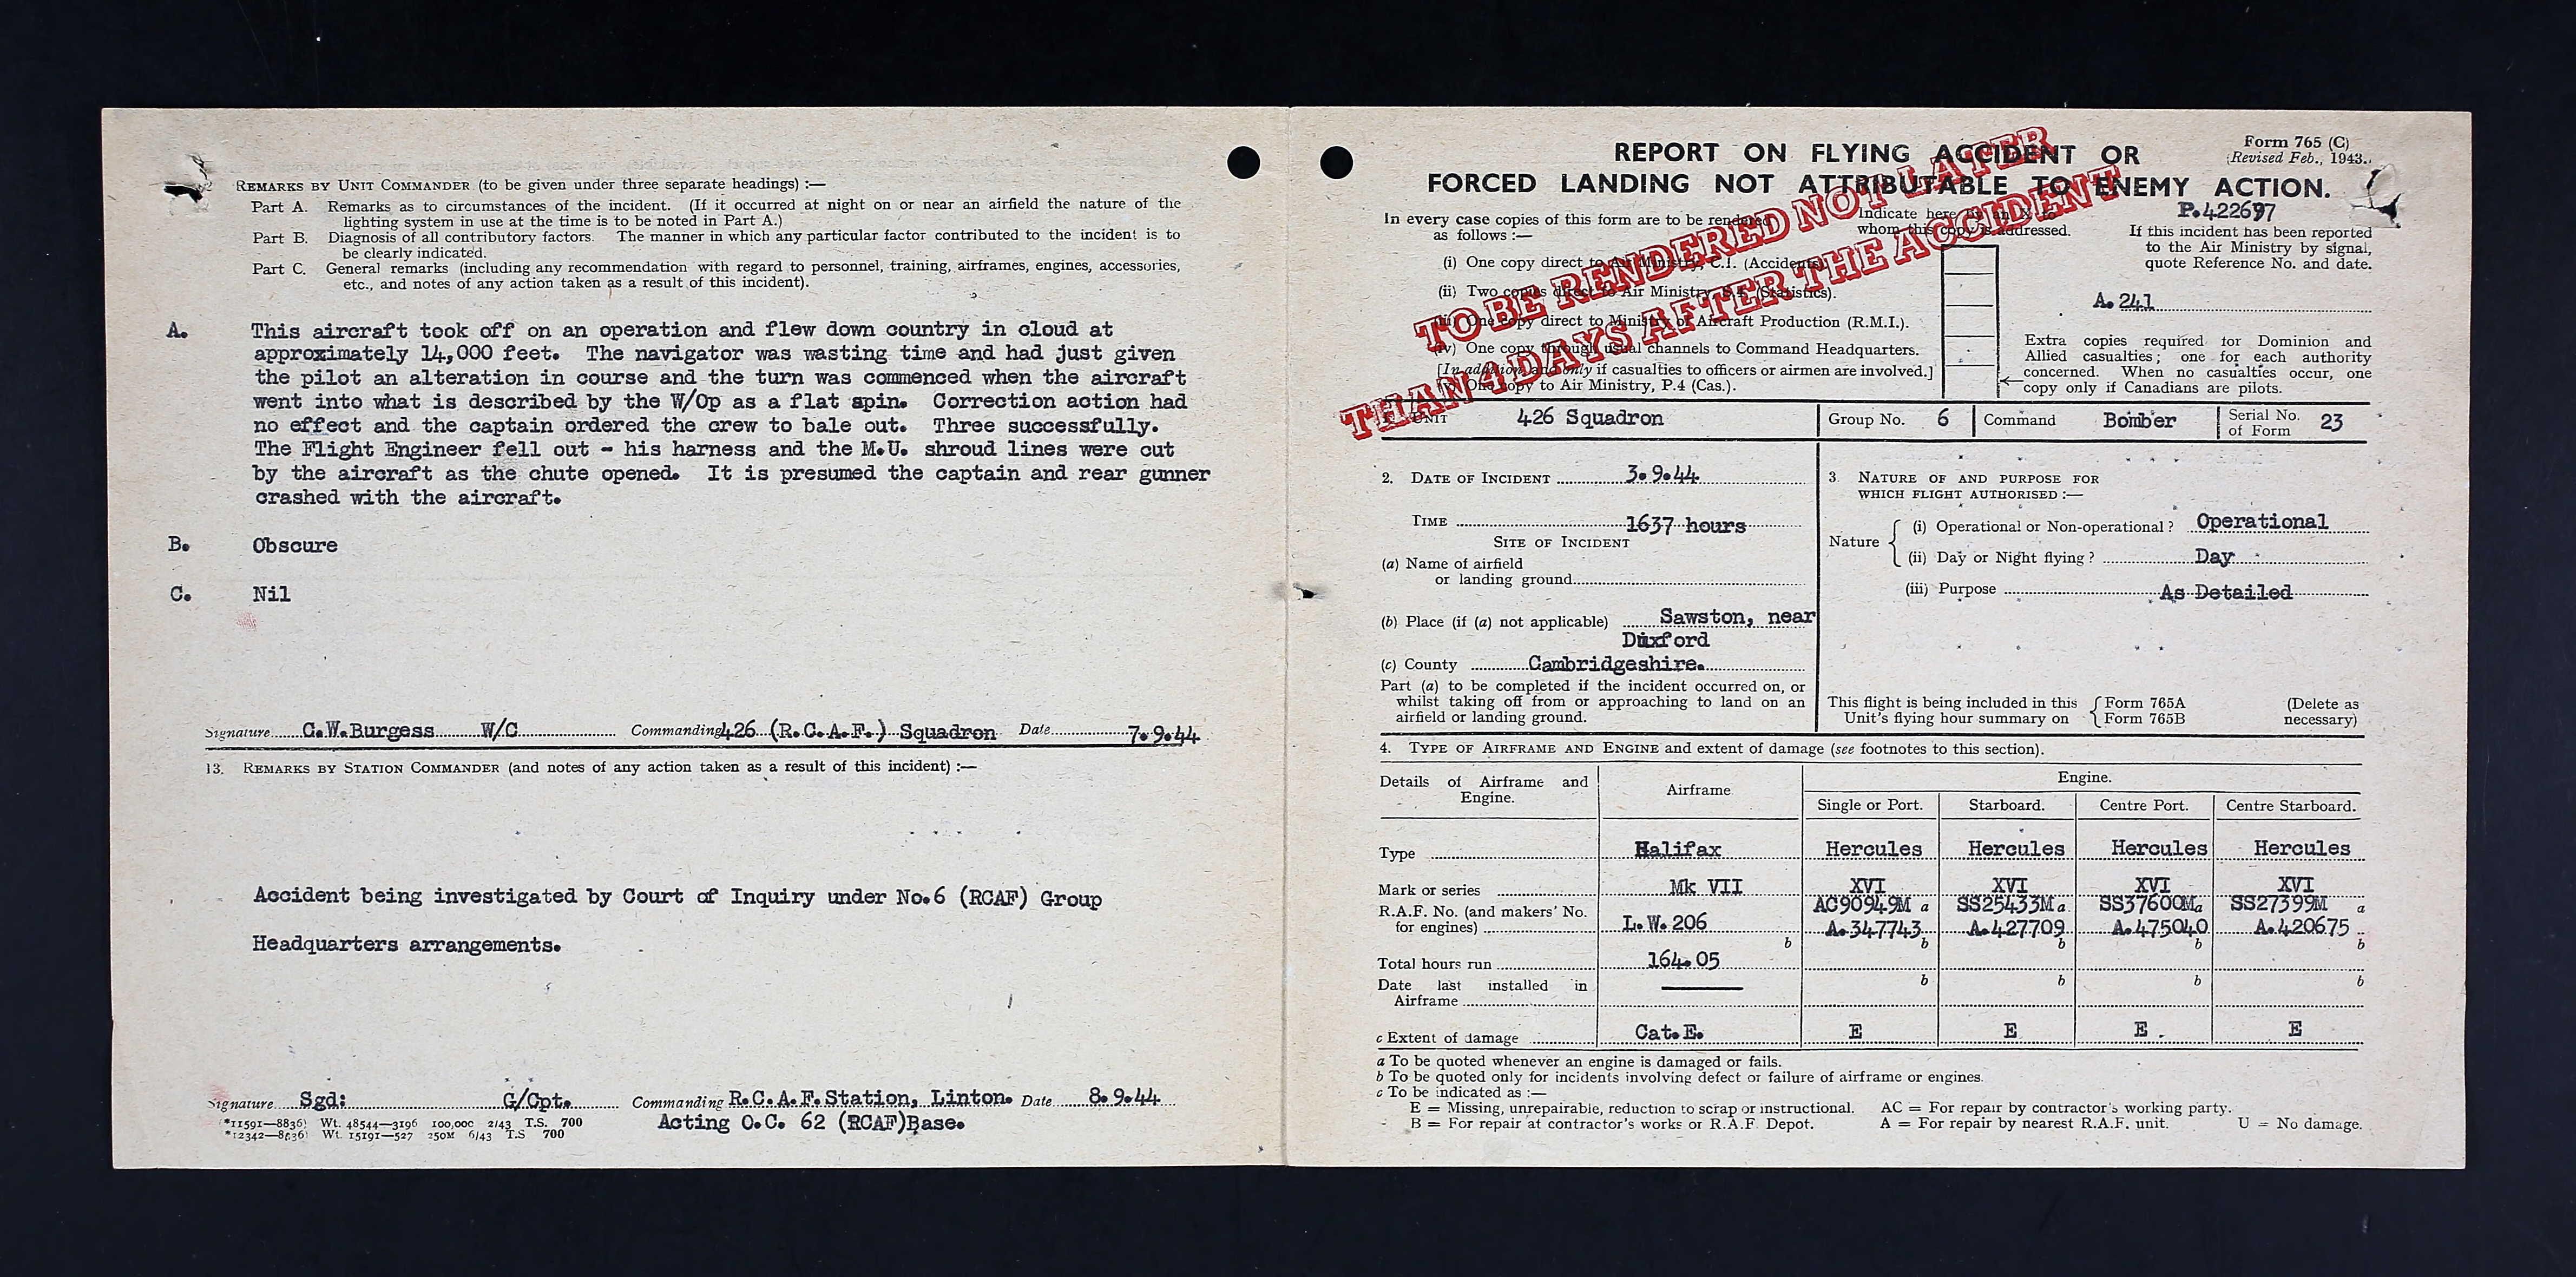 REMARKS BY UNIT COMMANDER (to be given under three separate headings) :—
Part A. Remarks as to circumstances of the incident. (If it occurred at night on or near an airfield the nature of the
lighting system in use at the time is to be noted in Part A.)
Part B. Diagnosis of all contributory factors. The manner in which any particular factor contributed to the incident is to
be clearly indicated.
Part C. General remarks (including any recommendation with regard to personnel, training, airframes, engines, accessories,
etc., and notes of any action taken as a result of this incident).
A. This aircraft took off on an operation and flew down country in cloud at
approximately 14,000 feet. The navigator was wasting time and had just given
the pilot an alteration in course and the turn was commenced when the aircraft
went into what is described by the W/Op as a flat spin. Correction action had
no effect and the captain ordered the crew to bale out. Three successfully.
The Flight Engineer fell out - his harness and the M.U. shroud lines were cut
by the aircraft as the chute opened. It is presumed the captain and rear gunner
crashed with the aircraft.
B. Obscure
C. Nil
Signature C.W.Burgess W/C Commanding 426 (R.C.A.F.) Squadron Date 7.9.44
13. REMARKS BY STATION COMMANDER (and notes of any action taken as a result of this incident) :—
Accident being investigated by Court of Inquiry under No.6 (RCAF) Group
Headquarters arrangements.
Signature Sgd: G/Cpt. Commanding R.C.A.F.Station, Linton. Date 8.9.44
Acting O.C. 62 (RCAF)Base.
(*11591—8836) Wt. 48544—3196 100,000 2/43 T.S. 700
*12342—8836) Wt. 15191—527 250M 6/43 T.S 700
REPORT ON FLYING ACCIDENT OR
FORCED LANDING NOT ATTRIBUTABLE TO ENEMY ACTION.
Form 765 (C)
Revised Feb., 1943.
P.422697
TO BE RENDERED NOT LATER
THAN 4 DAYS AFTER THE ACCIDENT
In every case copies of this form are to be rendered
as follows :—
Indicate here by an X to
whom this copy is addressed.
If this incident has been reported
to the Air Ministry by signal,
quote Reference No. and date.
A.241
(i) One copy direct to Air Ministry, C.I. (Accidents).
(ii) Two copies direct to Air Ministry, S.4. (Statistics).
(iii) One copy direct to Ministry of Aircraft Production (R.M.I.).
(iv) One copy through usual channels to Command Headquarters.
[In addition and only if casualties to officers or airmen are involved.]
(v) One copy to Air Ministry, P.4 (Cas.).
Extra copies required for Dominion and
Allied casualties; one for each authority
concerned. When no casualties occur, one
copy only if Canadians are pilots.
UNIT 426 Squadron Group No. 6 Command Bomber Serial No. of Form 23
2. DATE OF INCIDENT 3.9.44
TIME 1637 hours
SITE OF INCIDENT
(a) Name of airfield
or landing ground
(b) Place (if (a) not applicable) Sawston, near
Duxford
(c) County Cambridgeshire.
Part (a) to be completed if the incident occurred on, or
whilst taking off from or approaching to land on an
airfield or landing ground.
3 NATURE OF AND PURPOSE FOR
WHICH FLIGHT AUTHORISED :—
Nature
(i) Operational or Non-operational ? Operational
(ii) Day or Night flying ? Day
(iii) Purpose As Detailed
This flight is being included in this
Unit's flying hour summary on
Form 765A
Form 765B
(Delete as
necessary)
4. TYPE OF AIRFRAME AND ENGINE and extent of damage (see footnotes to this section).
Details of Airframe and
Engine. Airframe Engine.
Single or Port. Starboard. Centre Port. Centre Starboard.
Type Halifax Hercules Hercules Hercules Hercules
Mark or series Mk VII XVI XVI XVI XVI
R.A.F. No. (and makers' No. AC90949M a SS25433M a SS37600M a SS27399M a
for engines) L.W.206 A.347743 A.427709 A.475040 A.420675
b b b b b
Total hours run 164.05
Date last installed in b b b b
Airframe
c Extent of damage Cat.E. E E E E
a To be quoted whenever an engine is damaged or fails.
b To be quoted only for incidents involving defect or failure of airframe or engines.
c To be indicated as :—
E = Missing, unrepairable, reduction to scrap or instructional. AC = For repair by contractor's working party.
B = For repair at contractor's works or R.A.F Depot. A = For repair by nearest R.A.F. unit. U = No damage.